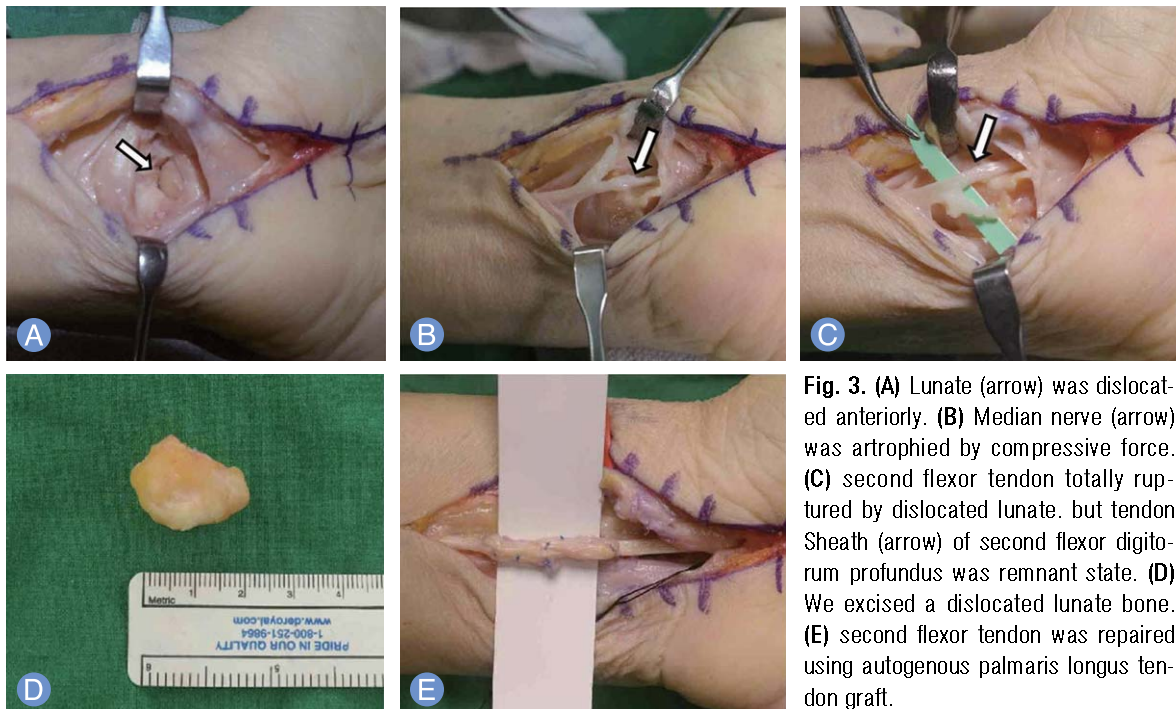 A
B
C
D
E
Metric
1 2 3 4
PRIDE IN OUR QUALITY
1-800-251-9864
www.deroyal.com
6 5
Fig. 3. (A) Lunate (arrow) was dislocat-
ed anteriorly. (B) Median nerve (arrow)
was artrophied by compressive force.
(C) second flexor tendon totally rup-
tured by dislocated lunate. but tendon
Sheath (arrow) of second flexor digito-
rum profundus was remnant state. (D)
We excised a dislocated lunate bone.
(E) second flexor tendon was repaired
using autogenous palmaris longus ten-
don graft.